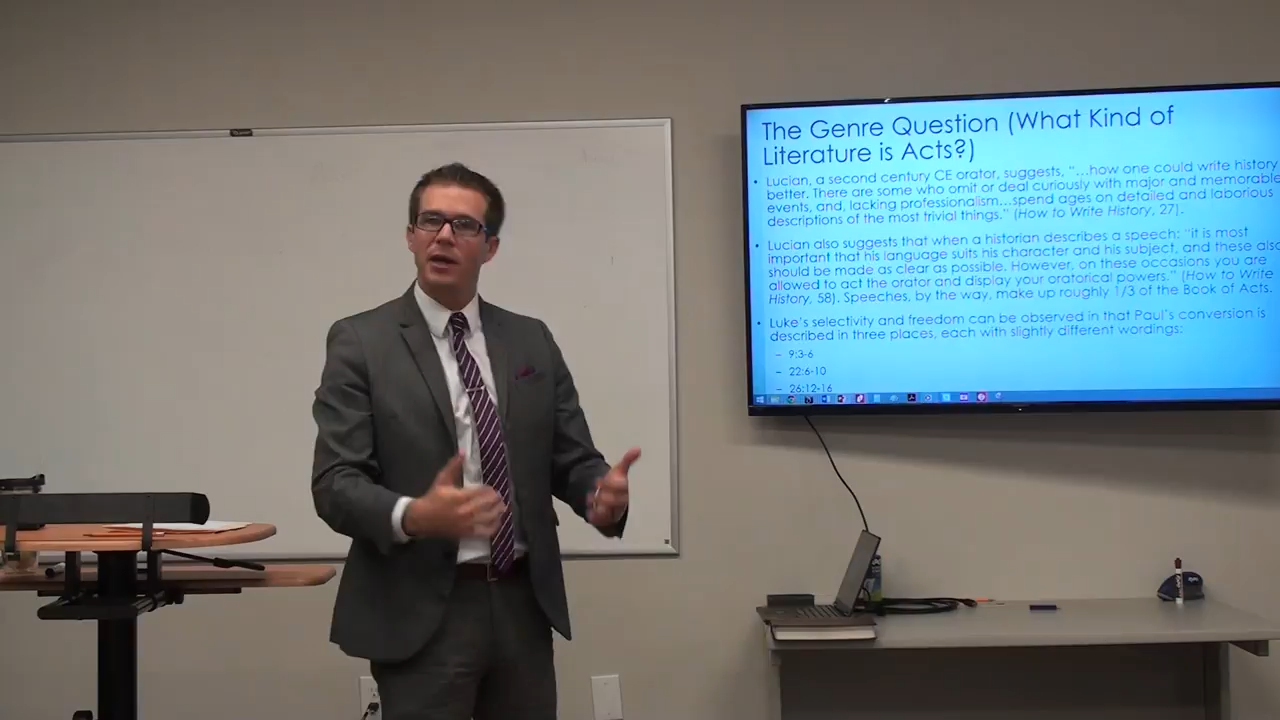 The Genre Question (What Kind of
Literature is Acts?)
• Lucian, a second century CE orator, suggests, "...how one could write history
better. There are some who omit or deal curiously with major and memorable
events, and, lacking professionalism...spend ages on detailed and laborious
descriptions of the most trivial things." (How to Write History, 27).
• Lucian also suggests that when a historian describes a speech: "it is most
important that his language suits his character and his subject, and these also
should be made as clear as possible. However, on these occasions you are
allowed to act the orator and display your oratorical powers." (How to Write
History, 58). Speeches, by the way, make up roughly 1/3 of the Book of Acts.
• Luke's selectivity and freedom can be observed in that Paul's conversion is
described in three places, each with slightly different wordings:
– 9:3-6
– 22:6-10
– 26:12-16